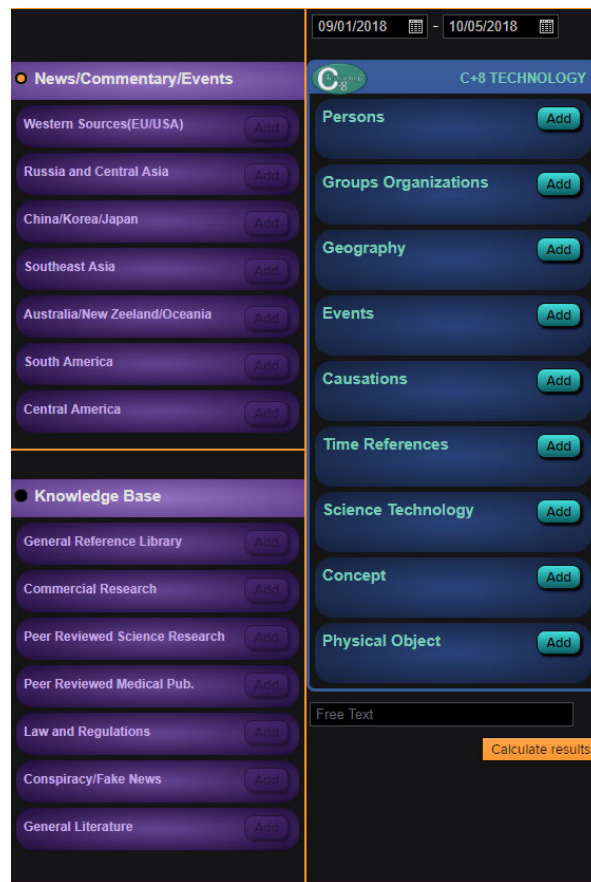 09/01/2018 - 10/05/2018
News/Commentary/Events
Western Sources(EU/USA) Add
Russia and Central Asia Add
China/Korea/Japan Add
Southeast Asia Add
Australia/New Zeeland/Oceania Add
South America Add
Central America Add
Knowledge Base
General Reference Library Add
Commercial Research Add
Peer Reviewed Science Research Add
Peer Reviewed Medical Pub. Add
Law and Regulations Add
Conspiracy/Fake News Add
General Literature Add
C+8 TECHNOLOGY
Persons Add
Groups Organizations Add
Geography Add
Events Add
Causations Add
Time References Add
Science Technology Add
Concept Add
Physical Object Add
Free Text
Calculate results